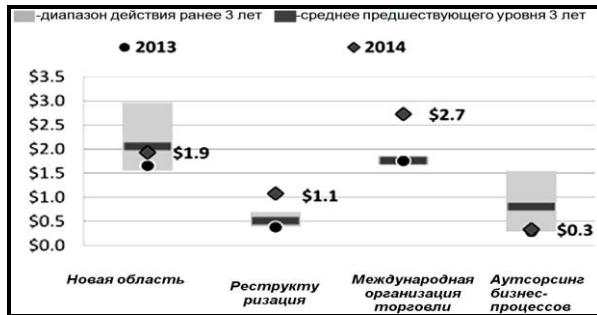 -диапазон действия ранее 3 лет -среднее предшествующего уровня 3 лет
2013 2014
$3.5
$3.0
$2.5
$2.0
$1.5
$1.0
$0.5
$0.0
$1.9
$1.1
$2.7
$0.3
Новая область
Реструкту
ризация
Международная
организация
торговли
Аутсорсинг
бизнес-
процессов